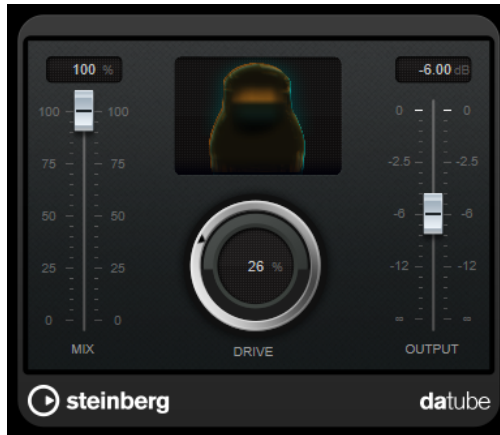 100 %
-6.00 dB
100 100
0 0
75 75
-2.5 -2.5
50 50
-6 -6
26 %
25 25
-12 -12
0 0
∞ ∞
MIX
DRIVE
OUTPUT
steinberg
datube